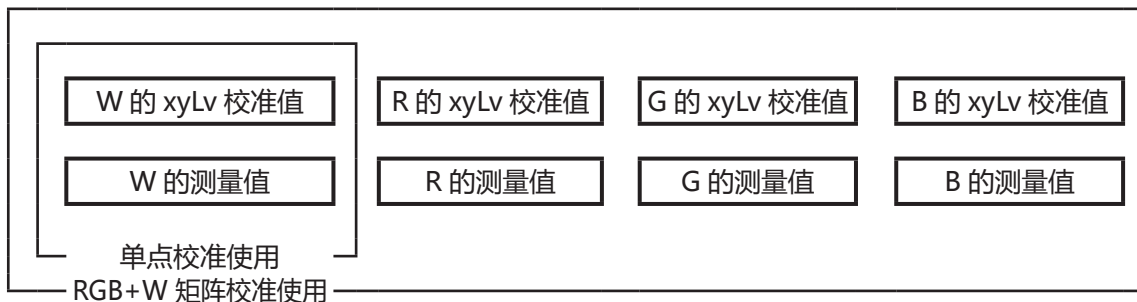 W 的 xyLv 校准值 R 的 xyLv 校准值 G 的 xyLv 校准值 B 的 xyLv 校准值
W 的测量值 R 的测量值 G 的测量值 B 的测量值
单点校准使用
RGB+W 矩阵校准使用